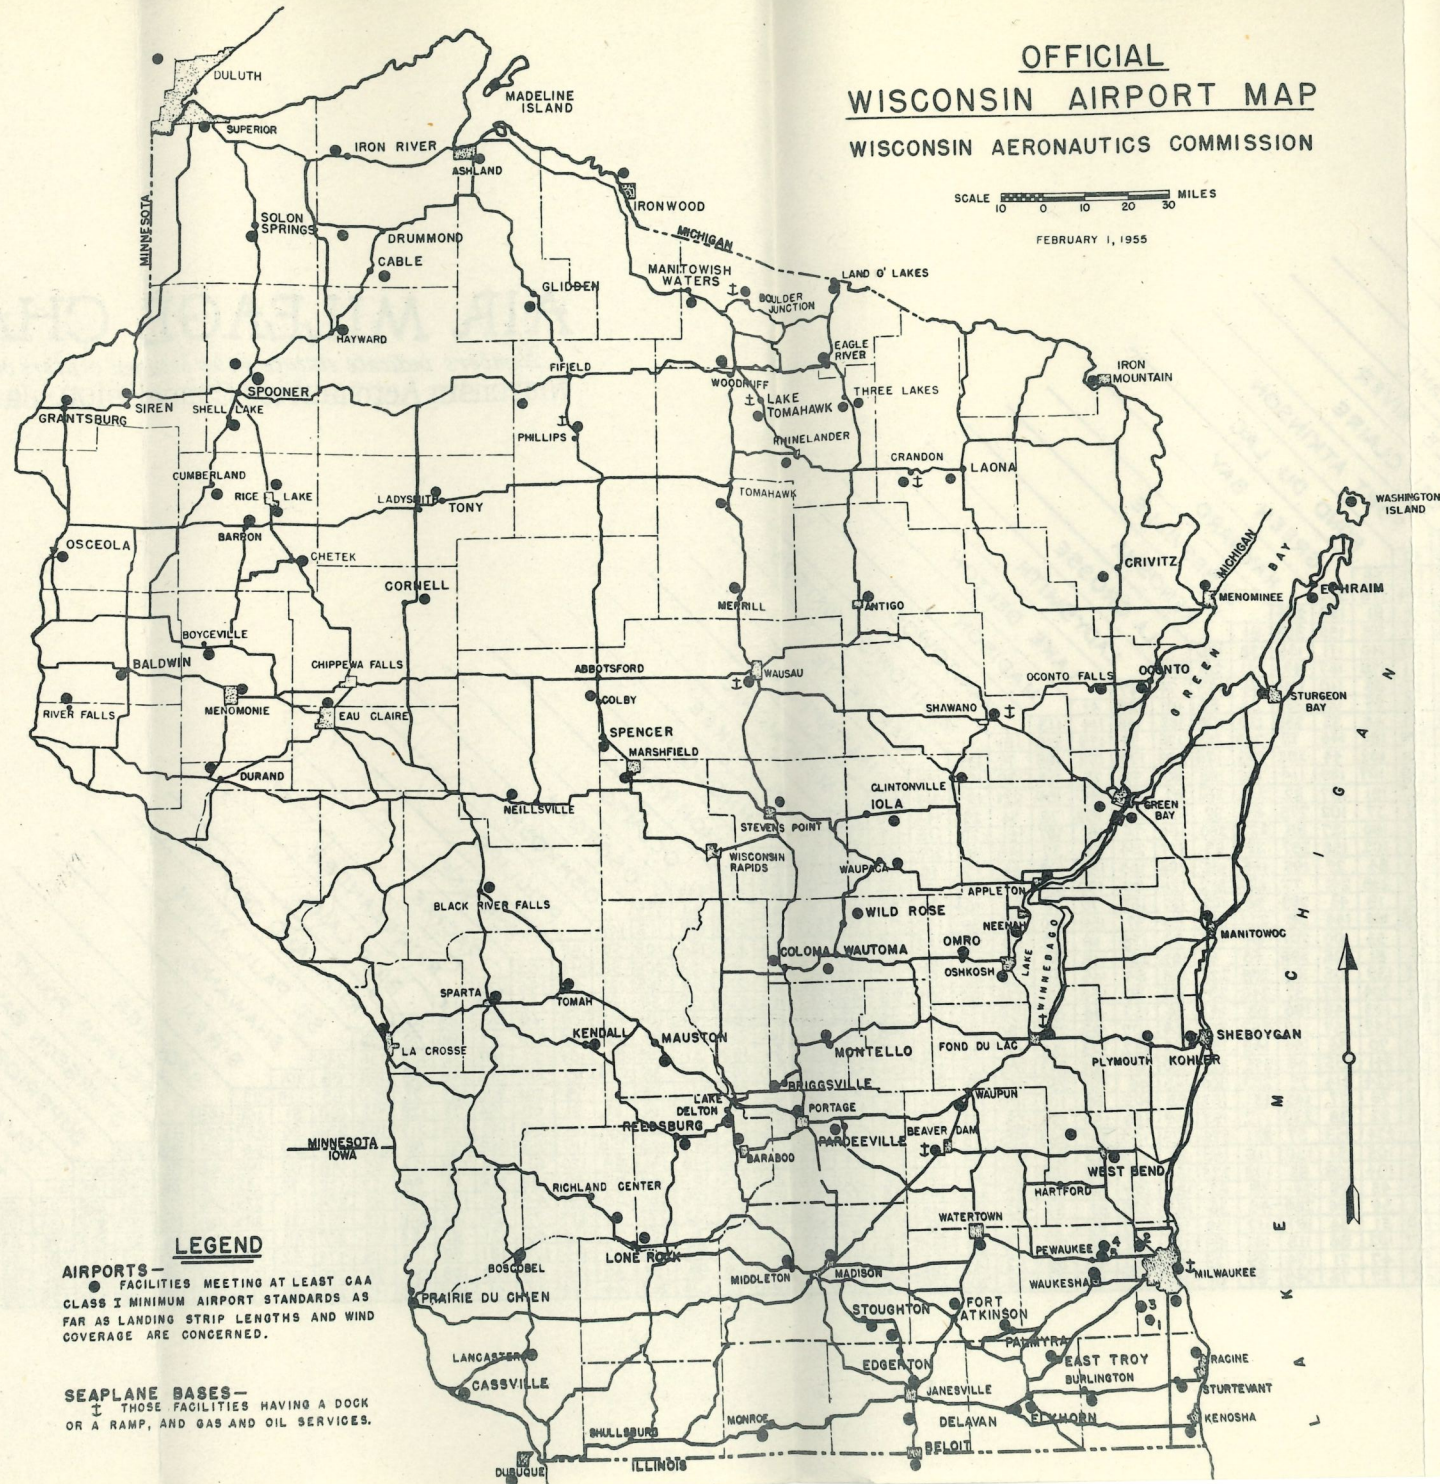 OFFICIAL
WISCONSIN AIRPORT MAP
WISCONSIN AERONAUTICS COMMISSION
SCALE MILES
10 0 10 20 30
FEBRUARY 1, 1955
DULUTH
SUPERIOR
MADELINE
ISLAND
IRON RIVER
ASHLAND
IRONWOOD
MINNESOTA
SOLON
SPRINGS
DRUMMOND
CABLE
MICHIGAN
MANITOWISH
WATERS
LAND O' LAKES
GLIDDEN
BOULDER
JUNCTION
HAYWARD
EAGLE
RIVER
IRON
MOUNTAIN
FIFIELD
WOODRUFF
SPOONER
SIREN
SHELL LAKE
GRANTSBURG
THREE LAKES
LAKE
TOMAHAWK
PHILLIPS
RHINELANDER
CRANDON
LAONA
CUMBERLAND
RICE LAKE
LADYSMITH
TONY
TOMAHAWK
WASHINGTON
ISLAND
BARRON
OSCEOLA
CHETEK
CORNELL
CRIVITZ
MICHIGAN
MENOMINEE
EPHRAIM
MERRILL
ANTIGO
GREEN BAY
BOYCEVILLE
BALDWIN
CHIPPEWA FALLS
ABBOTSFORD
WAUSAU
OCONTO FALLS
OCONTO
STURGEON
BAY
RIVER FALLS
MENOMONIE
EAU CLAIRE
COLBY
SHAWANO
SPENCER
MARSHFIELD
DURAND
NEILLSVILLE
CLINTONVILLE
IOLA
STEVENS POINT
GREEN
BAY
WISCONSIN
RAPIDS
WAUPACA
APPLETON
BLACK RIVER FALLS
WILD ROSE
NEENAH
MANITOWOC
COLOMA
WAUTOMA
OMRO
OSHKOSH
LAKE
WINNEBAGO
SPARTA
TOMAH
KENDALL
MAUSTON
LA CROSSE
MONTELLO
FOND DU LAC
PLYMOUTH
KOHLER
SHEBOYGAN
BRIGGSVILLE
LAKE
DELTON
PORTAGE
WAUPUN
REEDSBURG
PARDEEVILLE
BEAVER DAM
BARABOO
WEST BEND
MINNESOTA
IOWA
RICHLAND CENTER
HARTFORD
WATERTOWN
LONE ROCK
PEWAUKEE
4
5
2
BOSCOBEL
MIDDLETON
MADISON
WAUKESHA
MILWAUKEE
PRAIRIE DU CHIEN
STOUGHTON
FORT
ATKINSON
3
1
PALMYRA
LANCASTER
EDGERTON
EAST TROY
RACINE
CASSVILLE
BURLINGTON
STURTEVANT
JANESVILLE
DELAVAN
ELKHORN
KENOSHA
SHULLSBURG
MONROE
BELOIT
DUBUQUE
ILLINOIS
LAKE MICHIGAN
N
LEGEND
AIRPORTS—
FACILITIES MEETING AT LEAST CAA
CLASS I MINIMUM AIRPORT STANDARDS AS
FAR AS LANDING STRIP LENGTHS AND WIND
COVERAGE ARE CONCERNED.
SEAPLANE BASES—
THOSE FACILITIES HAVING A DOCK
OR A RAMP, AND GAS AND OIL SERVICES.